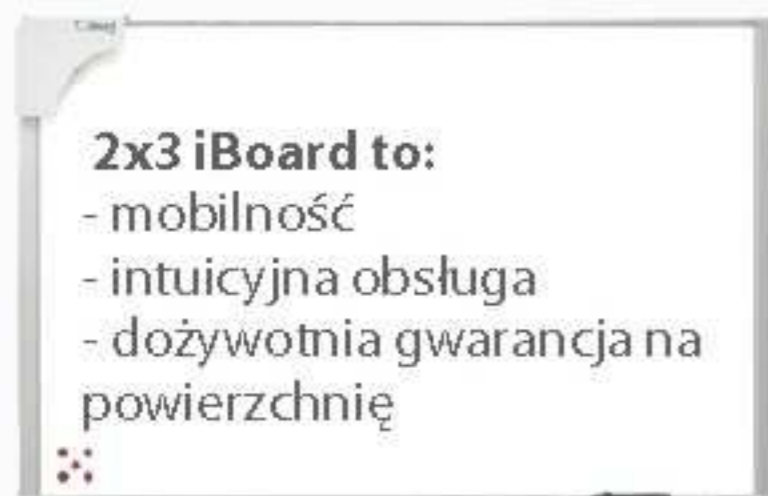 2x3 iBoard to:
- mobilność
- intuicyjna obsługa
- dożywotnia gwarancja na
powierzchnię